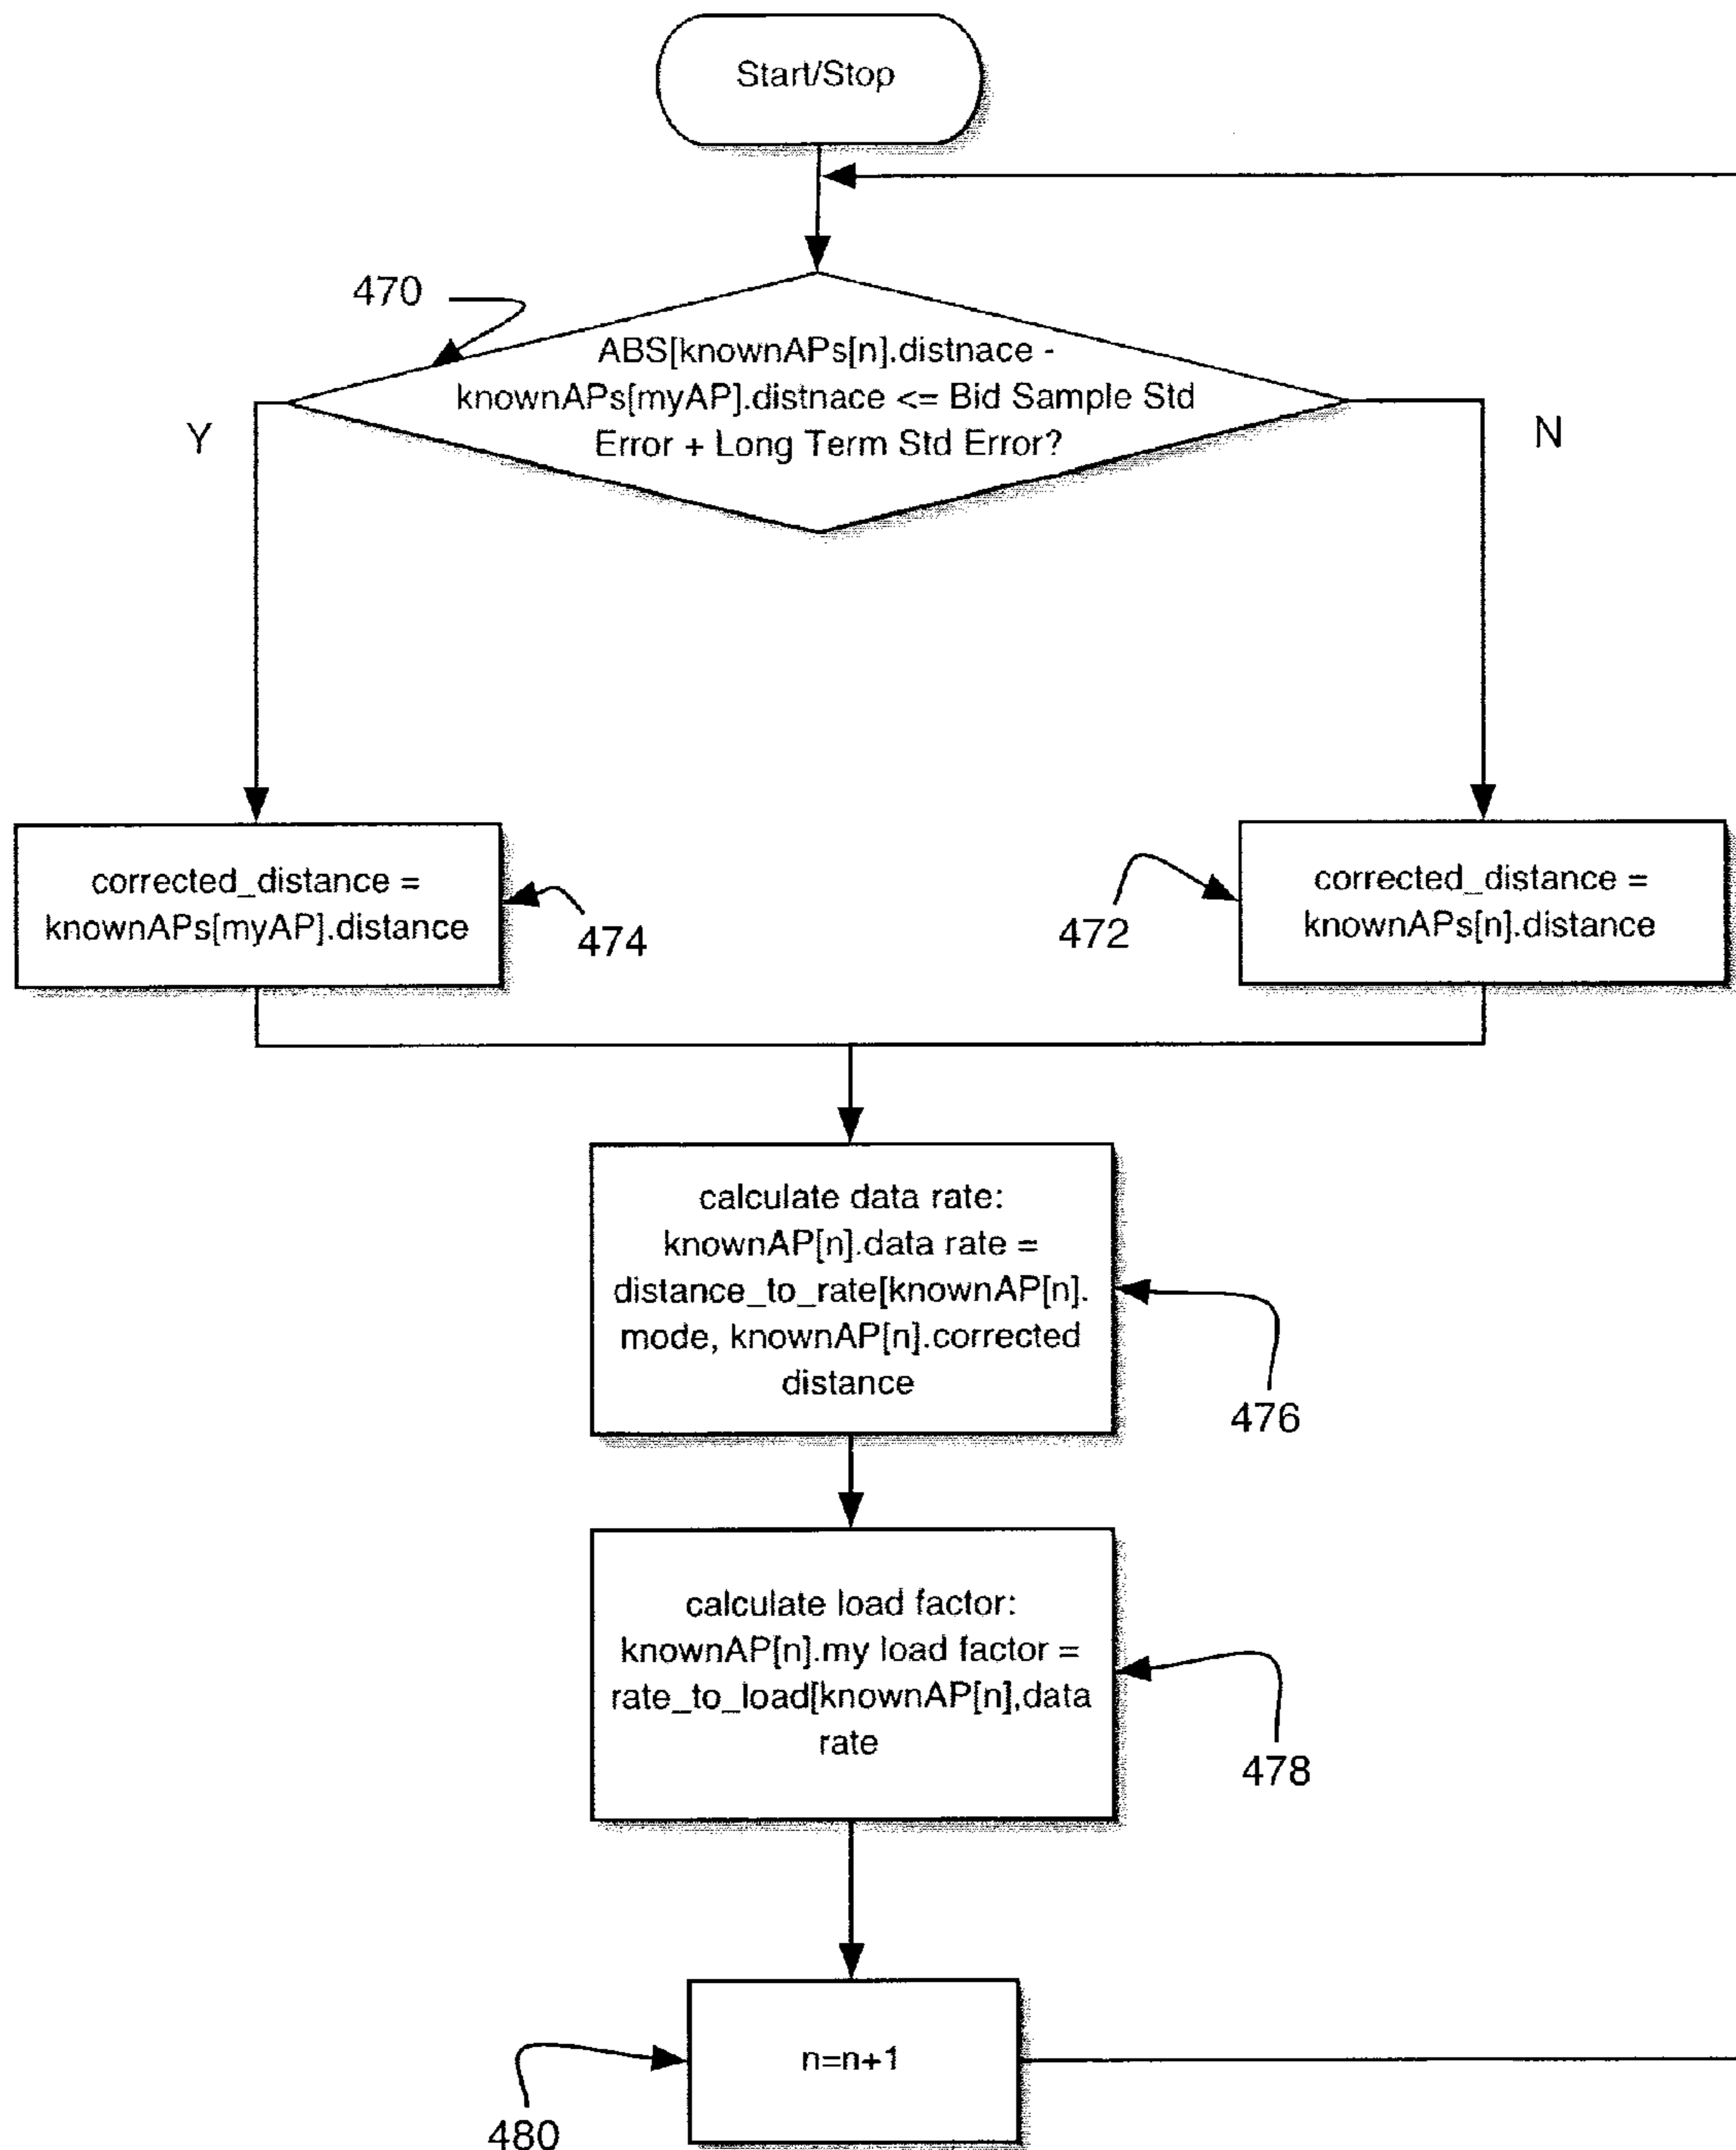 Start/Stop
470
ABS[knownAPs[n].distnace -
knownAPs[myAP].distnace <= Bid Sample Std
Error + Long Term Std Error?
Y
N
corrected_distance =
knownAPs[myAP].distance
474
472
corrected_distance =
knownAPs[n].distance
calculate data rate:
knownAP[n].data rate =
distance_to_rate[knownAP[n].
mode, knownAP[n].corrected
distance
476
calculate load factor:
knownAP[n].my load factor =
rate_to_load[knownAP[n],data
rate
478
n=n+1
480